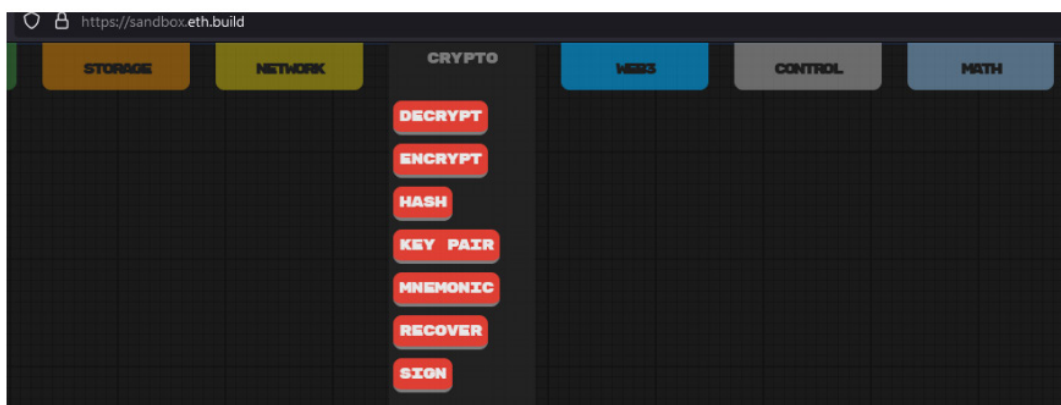 https://sandbox.eth.build
STORAGE
NETWORK
CRYPTO
WEB3
CONTROL
MATH
DECRYPT
ENCRYPT
HASH
KEY PAIR
MNEMONIC
RECOVER
SIGN